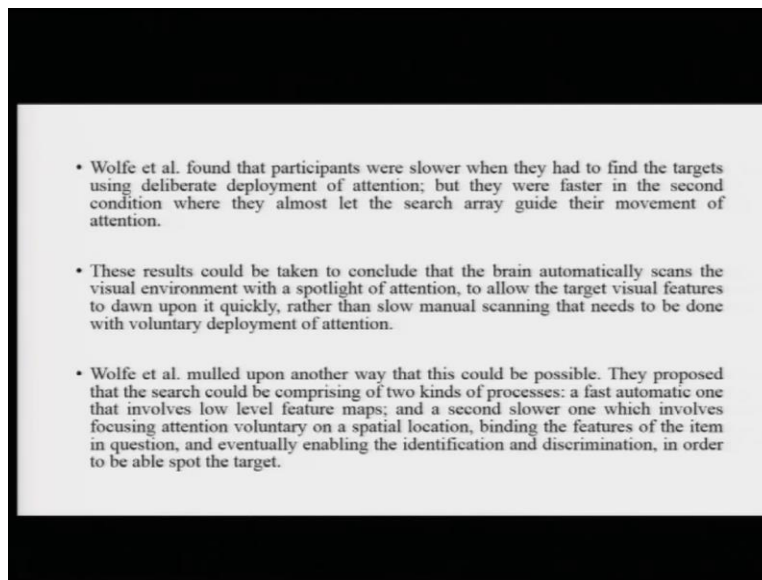 • Wolfe et al. found that participants were slower when they had to find the targets
using deliberate deployment of attention; but they were faster in the second
condition where they almost let the search array guide their movement of
attention.
• These results could be taken to conclude that the brain automatically scans the
visual environment with a spotlight of attention, to allow the target visual features
to dawn upon it quickly, rather than slow manual scanning that needs to be done
with voluntary deployment of attention.
• Wolfe et al. mulled upon another way that this could be possible. They proposed
that the search could be comprising of two kinds of processes: a fast automatic one
that involves low level feature maps; and a second slower one which involves
focusing attention voluntary on a spatial location, binding the features of the item
in question, and eventually enabling the identification and discrimination, in order
to be able spot the target.